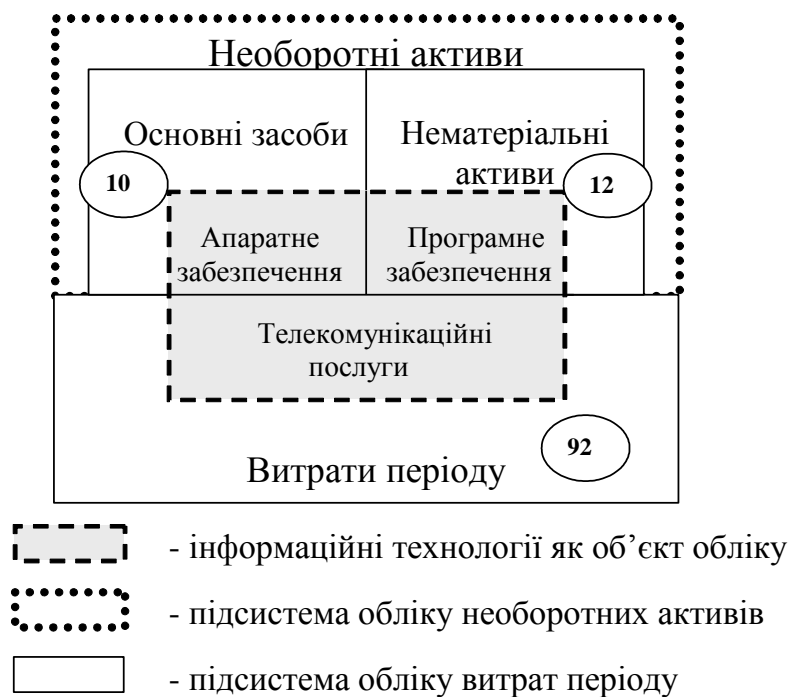 Необоротні активи
Основні засоби
Нематеріальні
активи
10
12
Апаратне
забезпечення
Програмне
забезпечення
Телекомунікаційні
послуги
92
Витрати періоду
- інформаційні технології як об’єкт обліку
- підсистема обліку необоротних активів
- підсистема обліку витрат періоду